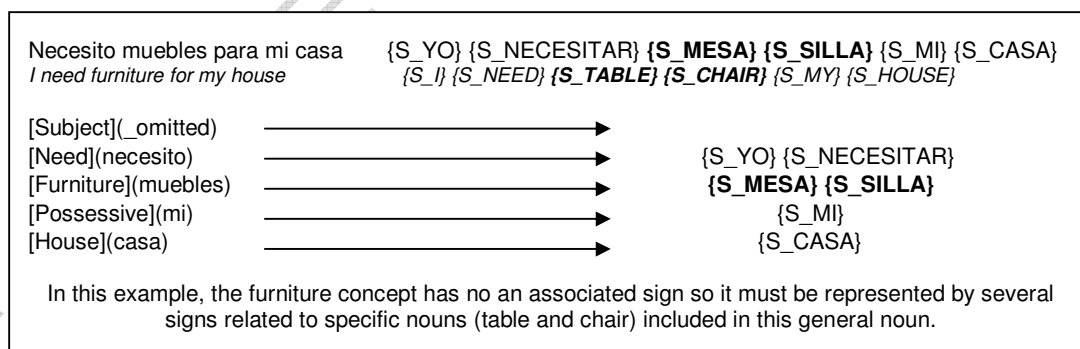 Necesito muebles para mi casa {S_YO} {S_NECESITAR} {S_MESA} {S_SILLA} {S_MI} {S_CASA}
I need furniture for my house {S_I} {S_NEED} {S_TABLE} {S_CHAIR} {S_MY} {S_HOUSE}
[Subject](_omitted)
[Need](necesito) {S_YO} {S_NECESITAR}
[Furniture](muebles) {S_MESA} {S_SILLA}
[Possessive](mi) {S_MI}
[House](casa) {S_CASA}
In this example, the furniture concept has no an associated sign so it must be represented by several
signs related to specific nouns (table and chair) included in this general noun.